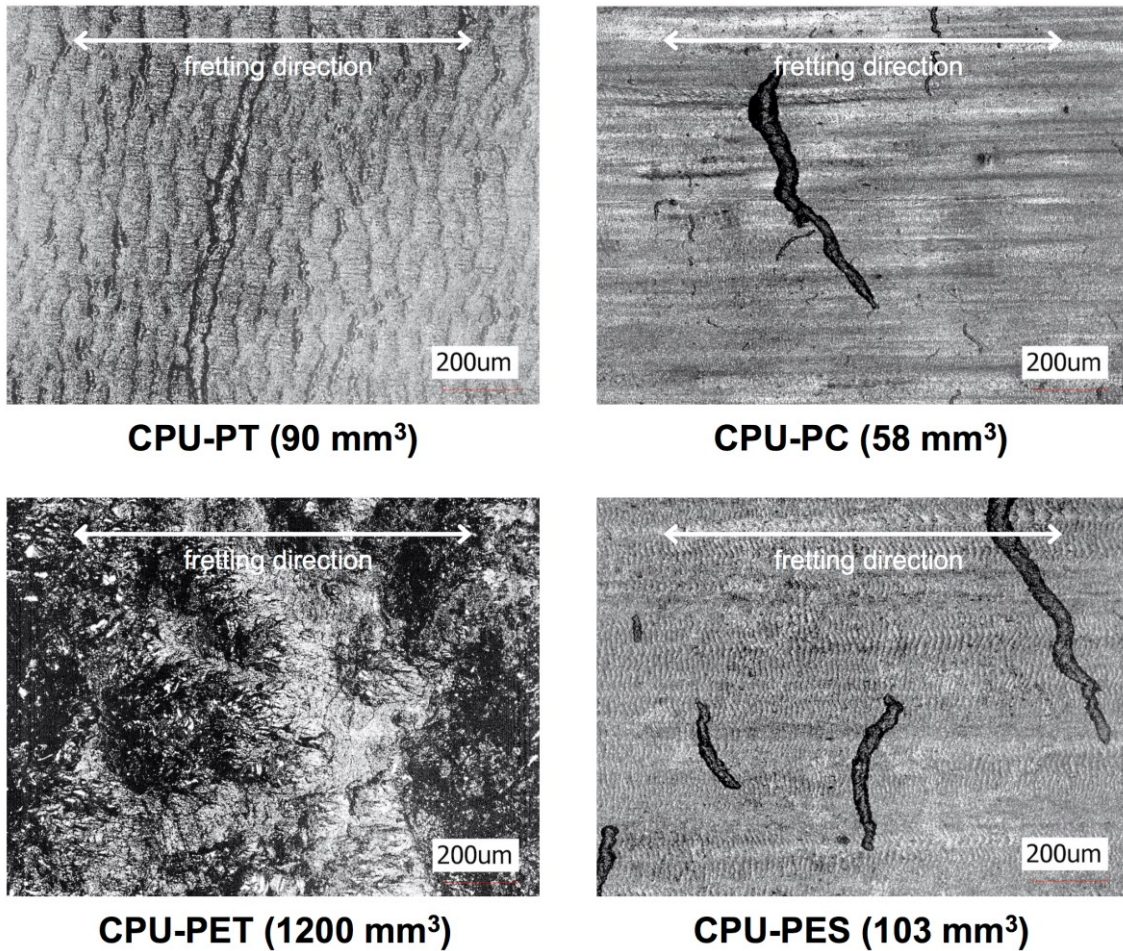 fretting direction
200um
CPU-PT (90 mm³)
fretting direction
200um
CPU-PC (58 mm³)
fretting direction
200um
CPU-PET (1200 mm³)
fretting direction
200um
CPU-PES (103 mm³)